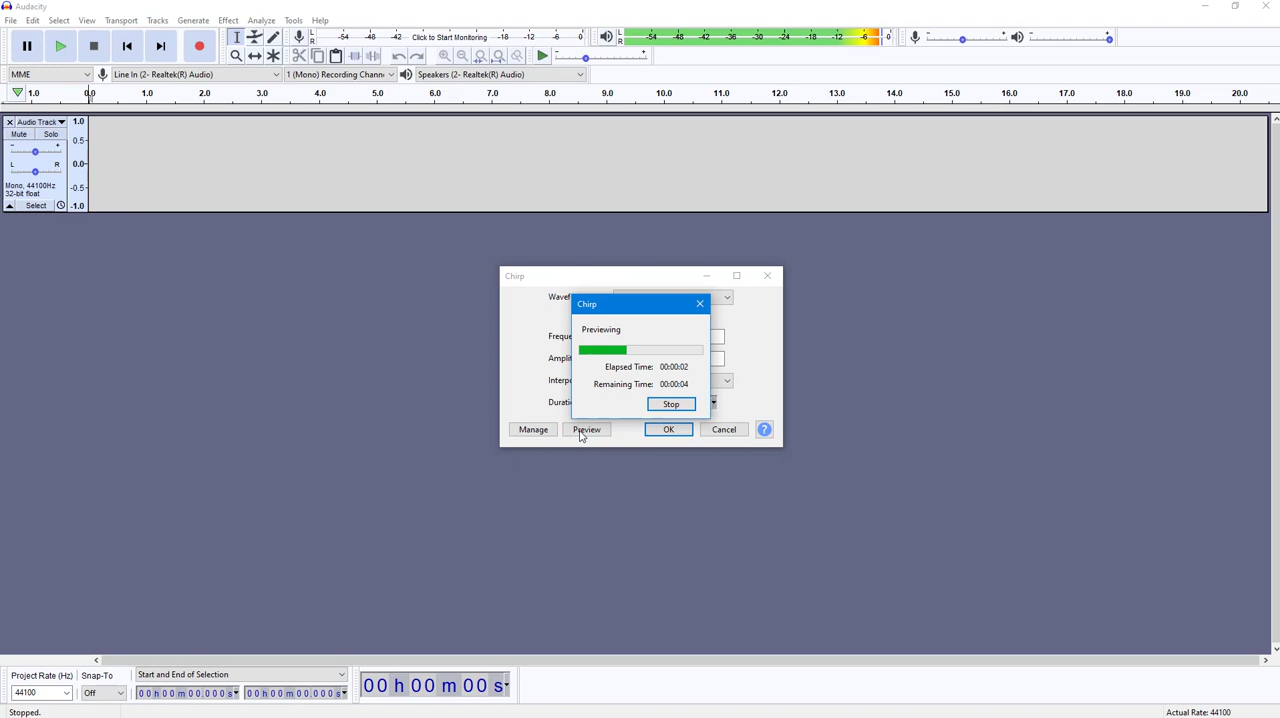 Audacity
File Edit Select View Transport Tracks Generate Effect Analyze Tools Help
L R -54 -48 -42 Click to Start Monitoring -6 0 L R -54 -48 -42 -36 -30 -24 -18 -12 -6 0 - + - +
- +
MME Line In (2- Realtek(R) Audio) 1 (Mono) Recording Chann Speakers (2- Realtek(R) Audio)
1.0 0.0 1.0 2.0 3.0 4.0 5.0 6.0 7.0 8.0 9.0 10.0 11.0 12.0 13.0 14.0 15.0 16.0 17.0 18.0 19.0 20.0
Audio Track 1.0
Mute Solo 0.5
- +
L R 0.0
Mono, 44100Hz -0.5
32-bit float
Select -1.0
Chirp
Wavef
Chirp
Previewing
Freque
Amplit
Elapsed Time: 00:00:02
Interpo
Remaining Time: 00:00:04
Duratio
Stop
Manage Preview OK Cancel ?
Project Rate (Hz) Snap-To Start and End of Selection
44100 Off 00 h 00 m 00.000 s 00 h 00 m 00.000 s 00 h 00 m 00 s
Stopped. Actual Rate: 44100